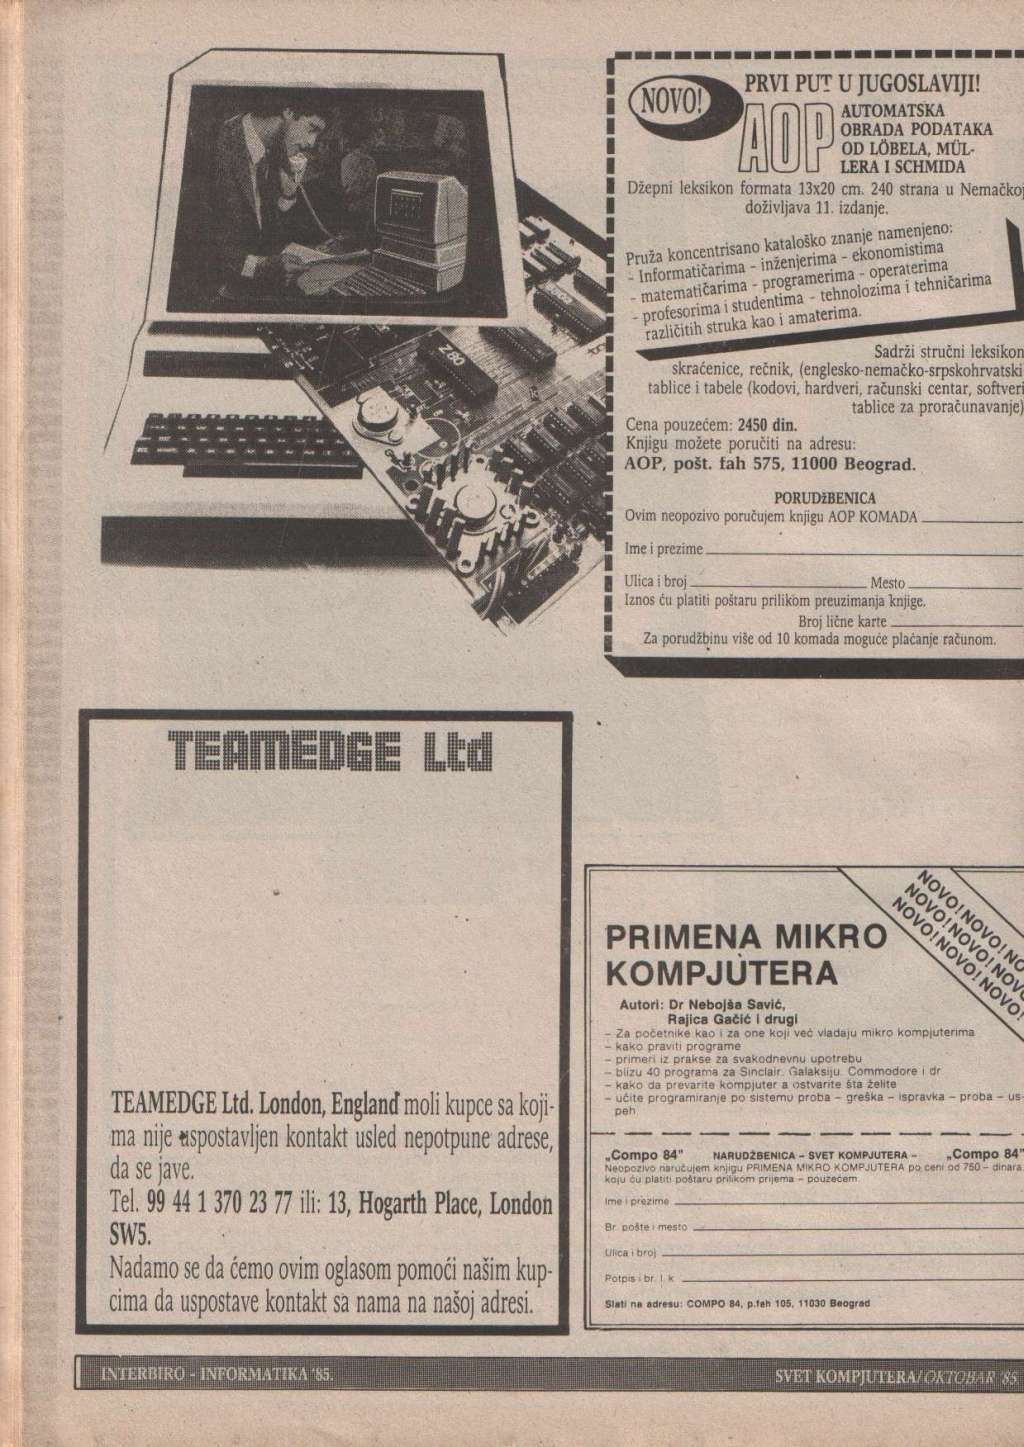 NOVO!
PRVI PUT U JUGOSLAVIJI!
AOP
AUTOMATSKA
OBRADA PODATAKA
OD LÖBELA, MÜL-
LERA I SCHMIDA
Džepni leksikon formata 13x20 cm. 240 strana u Nemačkoj
doživljava 11. izdanje.
Pruža koncentrisano kataloško znanje namenjeno:
- Informatičarima - inženjerima - ekonomistima
- matematičarima - programerima - operaterima
- profesorima i studentima - tehnolozima i tehničarima
različitih struka kao i amaterima.
Sadrži stručni leksikon
skraćenice, rečnik, (englesko-nemačko-srpskohrvatski
tablice i tabele (kodovi, hardveri, računski centar, softveri
tablice za proračunavanje)
Cena pouzećem: 2450 din.
Knjigu možete poručiti na adresu:
AOP, pošt. fah 575, 11000 Beograd.
PORUDžBENICA
Ovim neopozivo poručujem knjigu AOP KOMADA
Ime i prezime
Ulica i broj Mesto
Iznos ću platiti poštaru prilikom preuzimanja knjige.
Broj lične karte
Za porudžbinu više od 10 komada moguće plaćanje računom.
Z80
TEAMEDGE Ltd
TEAMEDGE Ltd. London, England moli kupce sa koji-
ma nije uspostavljen kontakt usled nepotpune adrese,
da se jave.
Tel. 99 44 1 370 23 77 ili: 13, Hogarth Place, London
SW5.
Nadamo se da ćemo ovim oglasom pomoći našim kup-
cima da uspostave kontakt sa nama na našoj adresi.
NOVO! NOVO! NO
NOVO! NOVO! NOV
NOVO! NOVO! NOVO!
PRIMENA MIKRO
KOMPJUTERA
Autori: Dr Nebojša Savić,
Rajica Gačić i drugi
- Za početnike kao i za one koji već vladaju mikro kompjuterima
- kako praviti programe
- primeri iz prakse za svakodnevnu upotrebu
- blizu 40 programa za Sinclair. Galaksiju. Commodore i dr
- kako da prevarite kompjuter a ostvarite šta želite
- učite programiranje po sistemu proba - greška - ispravka - proba - us-
peh
„Compo 84" NARUDŽBENICA - SVET KOMPJUTERA - „Compo 84"
Neopozivo naručujem knjigu PRIMENA MIKRO KOMPJUTERA po ceni od 750 - dinara.
koju ću platiti poštaru prilikom prijema - pouzećem
Ime i prezime
Br. pošte i mesto
Ulica i broj
Potpis i br. l. k
Slati na adresu: COMPO 84, p.fah 105, 11030 Beograd
INTERBIRO - INFORMATIKA '85. SVET KOMPJUTERA/OKTOBAR '85.